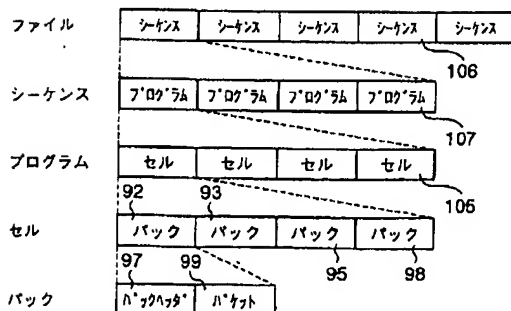 ファイル シーケンス シーケンス シーケンス シーケンス シーケンス
106
シーケンス プログラム プログラム プログラム プログラム
107
プログラム セル セル セル セル
92 93 106
セル パック パック パック パック
97 99 95 98
パック パックヘッダ パケット